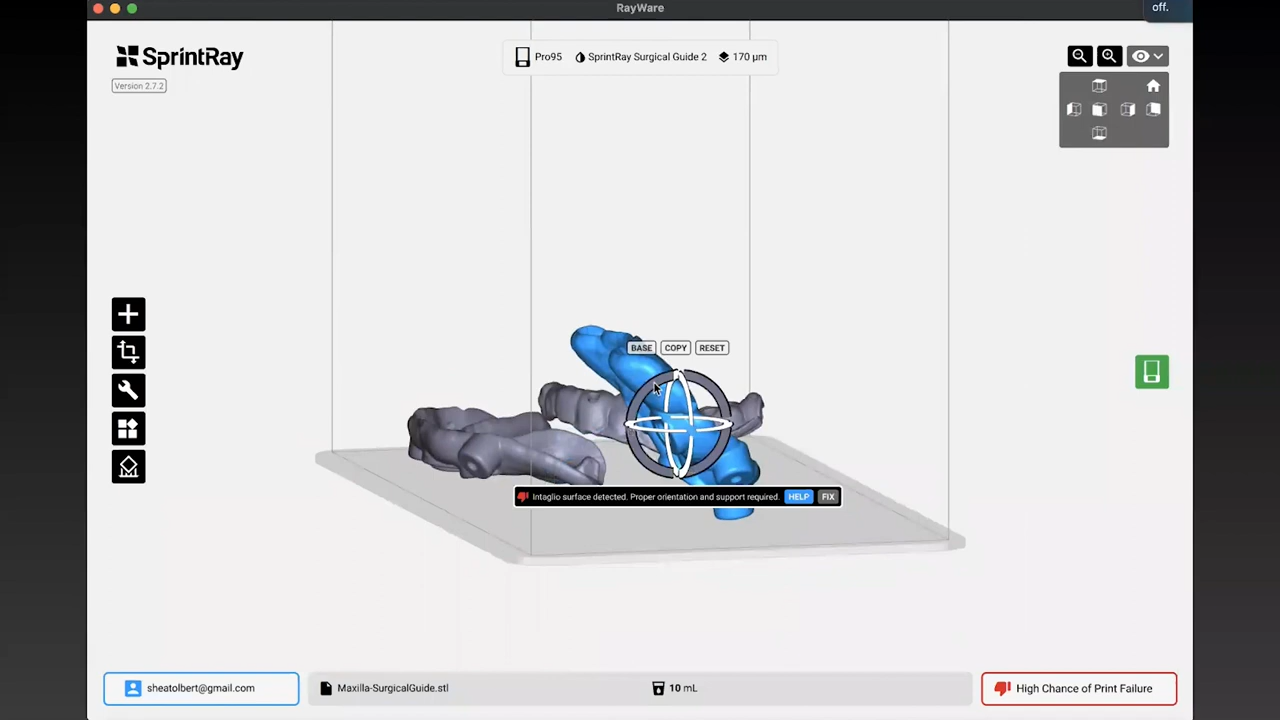 RayWare
off.
SprintRay
Version 2.7.2
Pro95 SprintRay Surgical Guide 2 170 μm
BASE COPY RESET
Intaglio surface detected. Proper orientation and support required. HELP FIX
sheatolbert@gmail.com
Maxilla-SurgicalGuide.stl
10 mL
High Chance of Print Failure